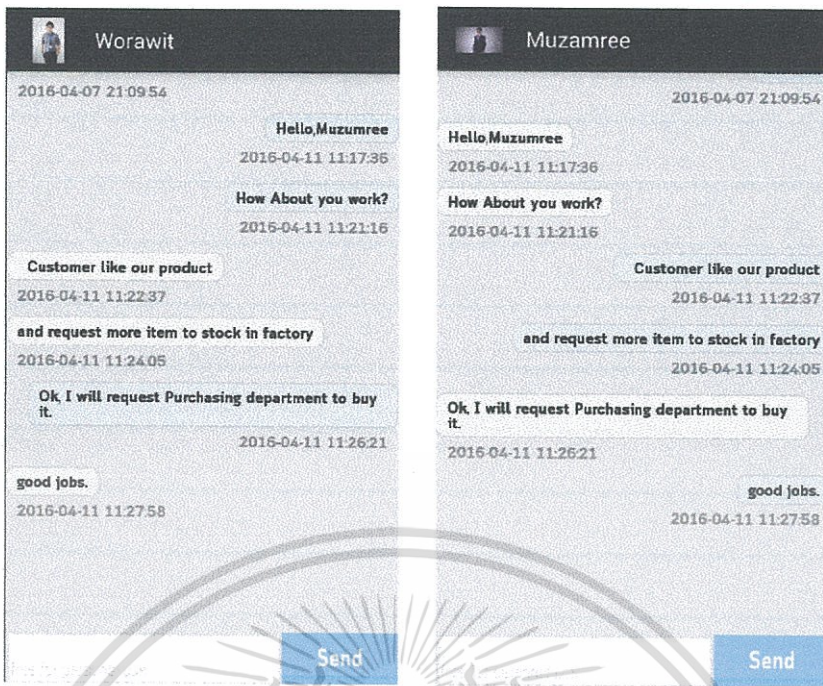 Worawit
2016-04-07 21:09:54
Hello,Muzumree
2016-04-11 11:17:36
How About you work?
2016-04-11 11:21:16
Customer like our product
2016-04-11 11:22:37
and request more item to stock in factory
2016-04-11 11:24:05
Ok, I will request Purchasing department to buy
it.
2016-04-11 11:26:21
good jobs.
2016-04-11 11:27:58
Send
Muzamree
2016-04-07 21:09:54
Hello,Muzumree
2016-04-11 11:17:36
How About you work?
2016-04-11 11:21:16
Customer like our product
2016-04-11 11:22:37
and request more item to stock in factory
2016-04-11 11:24:05
Ok, I will request Purchasing department to buy
it.
2016-04-11 11:26:21
good jobs.
2016-04-11 11:27:58
Send